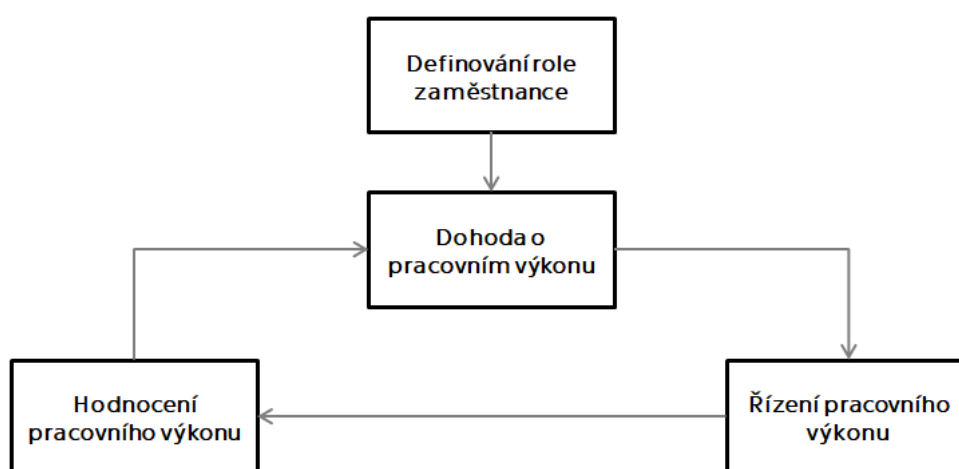 Definování role
zaměstnance
Dohoda o
pracovním výkonu
Hodnocení
pracovního výkonu
Řízení pracovního
výkonu